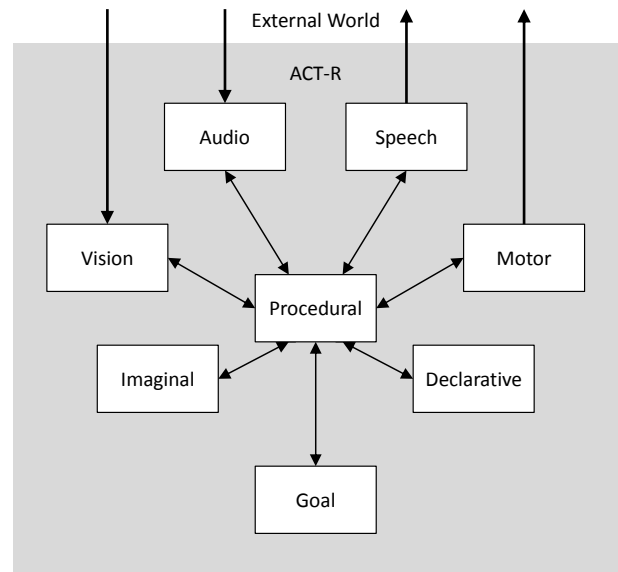 External World
ACT-R
Audio
Speech
Vision
Motor
Procedural
Imaginal
Declarative
Goal